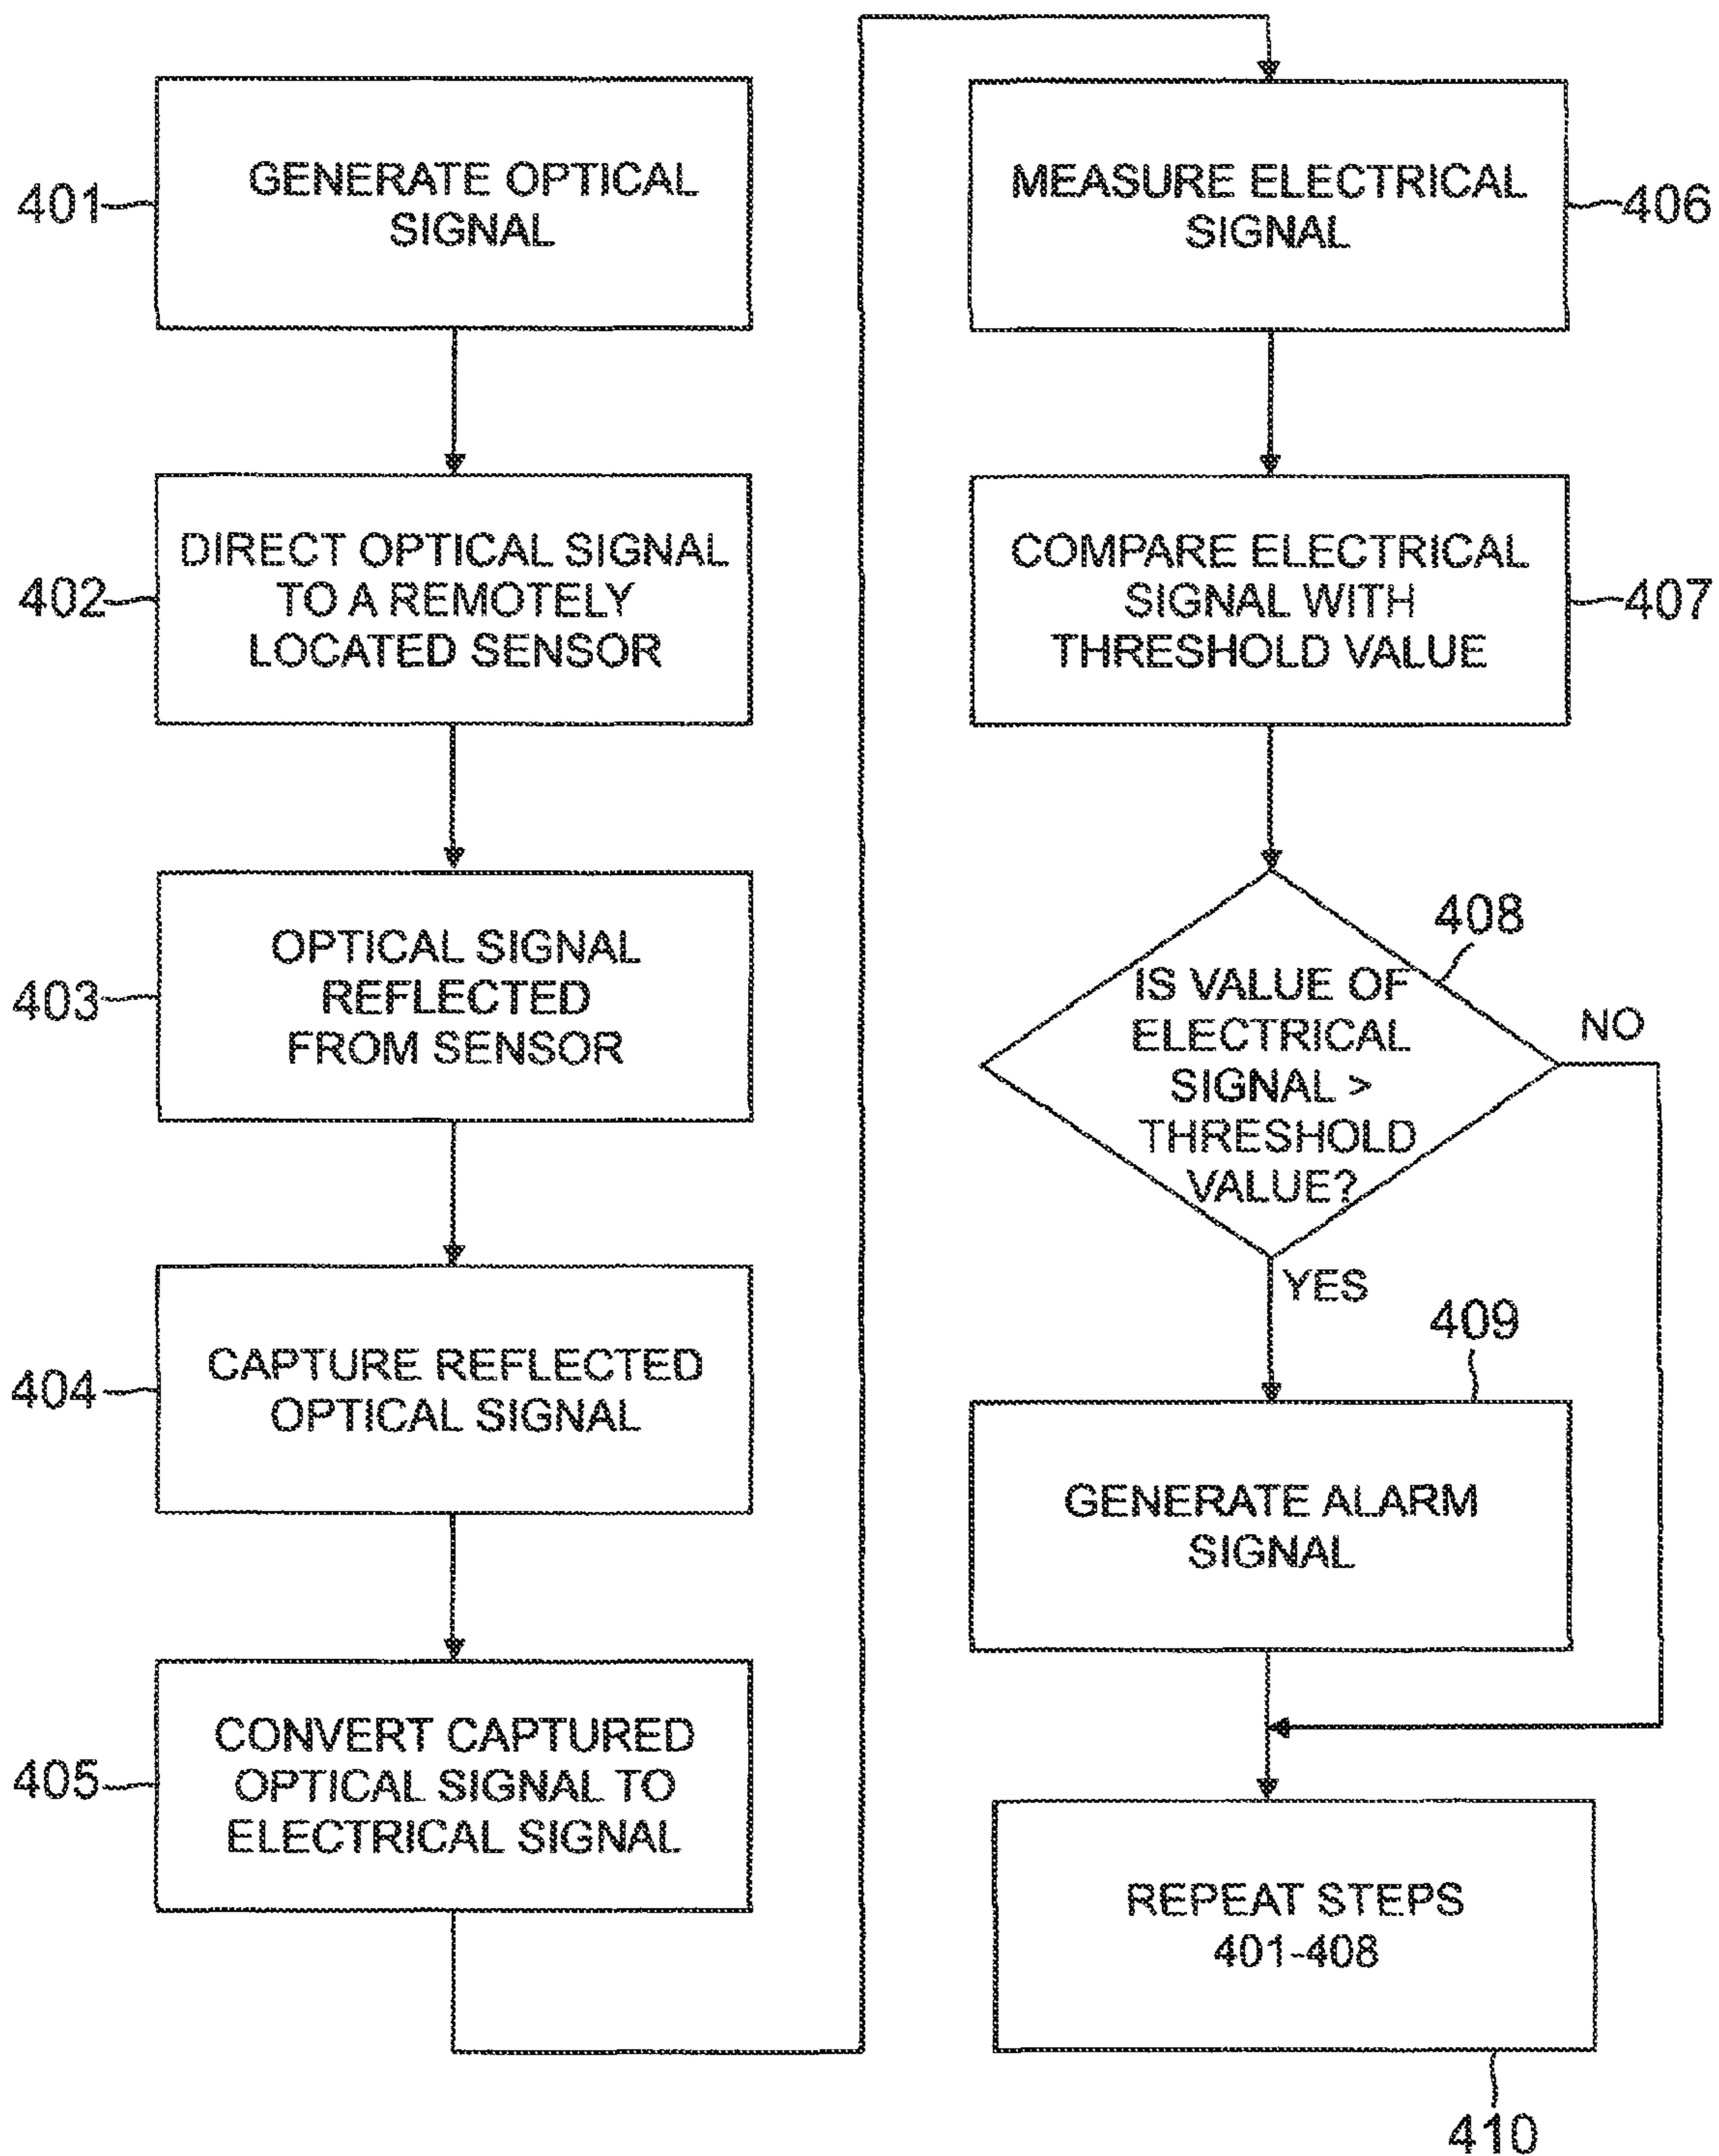 401
GENERATE OPTICAL
SIGNAL
402
DIRECT OPTICAL SIGNAL
TO A REMOTELY
LOCATED SENSOR
403
OPTICAL SIGNAL
REFLECTED
FROM SENSOR
404
CAPTURE REFLECTED
OPTICAL SIGNAL
405
CONVERT CAPTURED
OPTICAL SIGNAL TO
ELECTRICAL SIGNAL
MEASURE ELECTRICAL
SIGNAL
406
COMPARE ELECTRICAL
SIGNAL WITH
THRESHOLD VALUE
407
408
IS VALUE OF
ELECTRICAL
SIGNAL >
THRESHOLD
VALUE?
NO
YES
409
GENERATE ALARM
SIGNAL
REPEAT STEPS
401-408
410